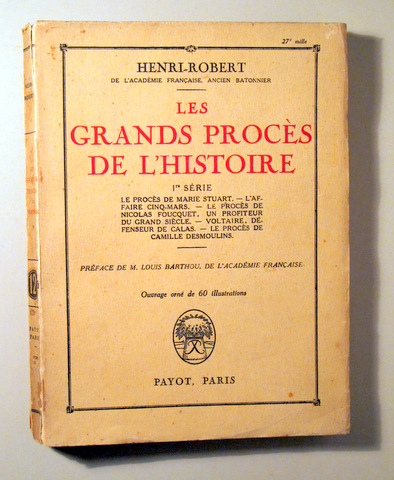 27e mille
HENRI-ROBERT
DE L'ACADÉMIE FRANÇAISE, ANCIEN BATONNIER
LES
GRANDS PROCÈS
DE L'HISTOIRE
Ire SÉRIE
LE PROCÈS DE MARIE STUART. — L'AF-
FAIRE CINQ-MARS. — LE PROCÈS DE
NICOLAS FOUCQUET, UN PROFITEUR
DU GRAND SIÈCLE. — VOLTAIRE, DÉ-
FENSEUR DE CALAS. — LE PROCÈS DE
CAMILLE DESMOULINS.
PRÉFACE DE M. LOUIS BARTHOU, DE L'ACADÉMIE FRANÇAISE
Ouvrage orné de 60 illustrations
PAYOT, PARIS
PAYOT
PARIS